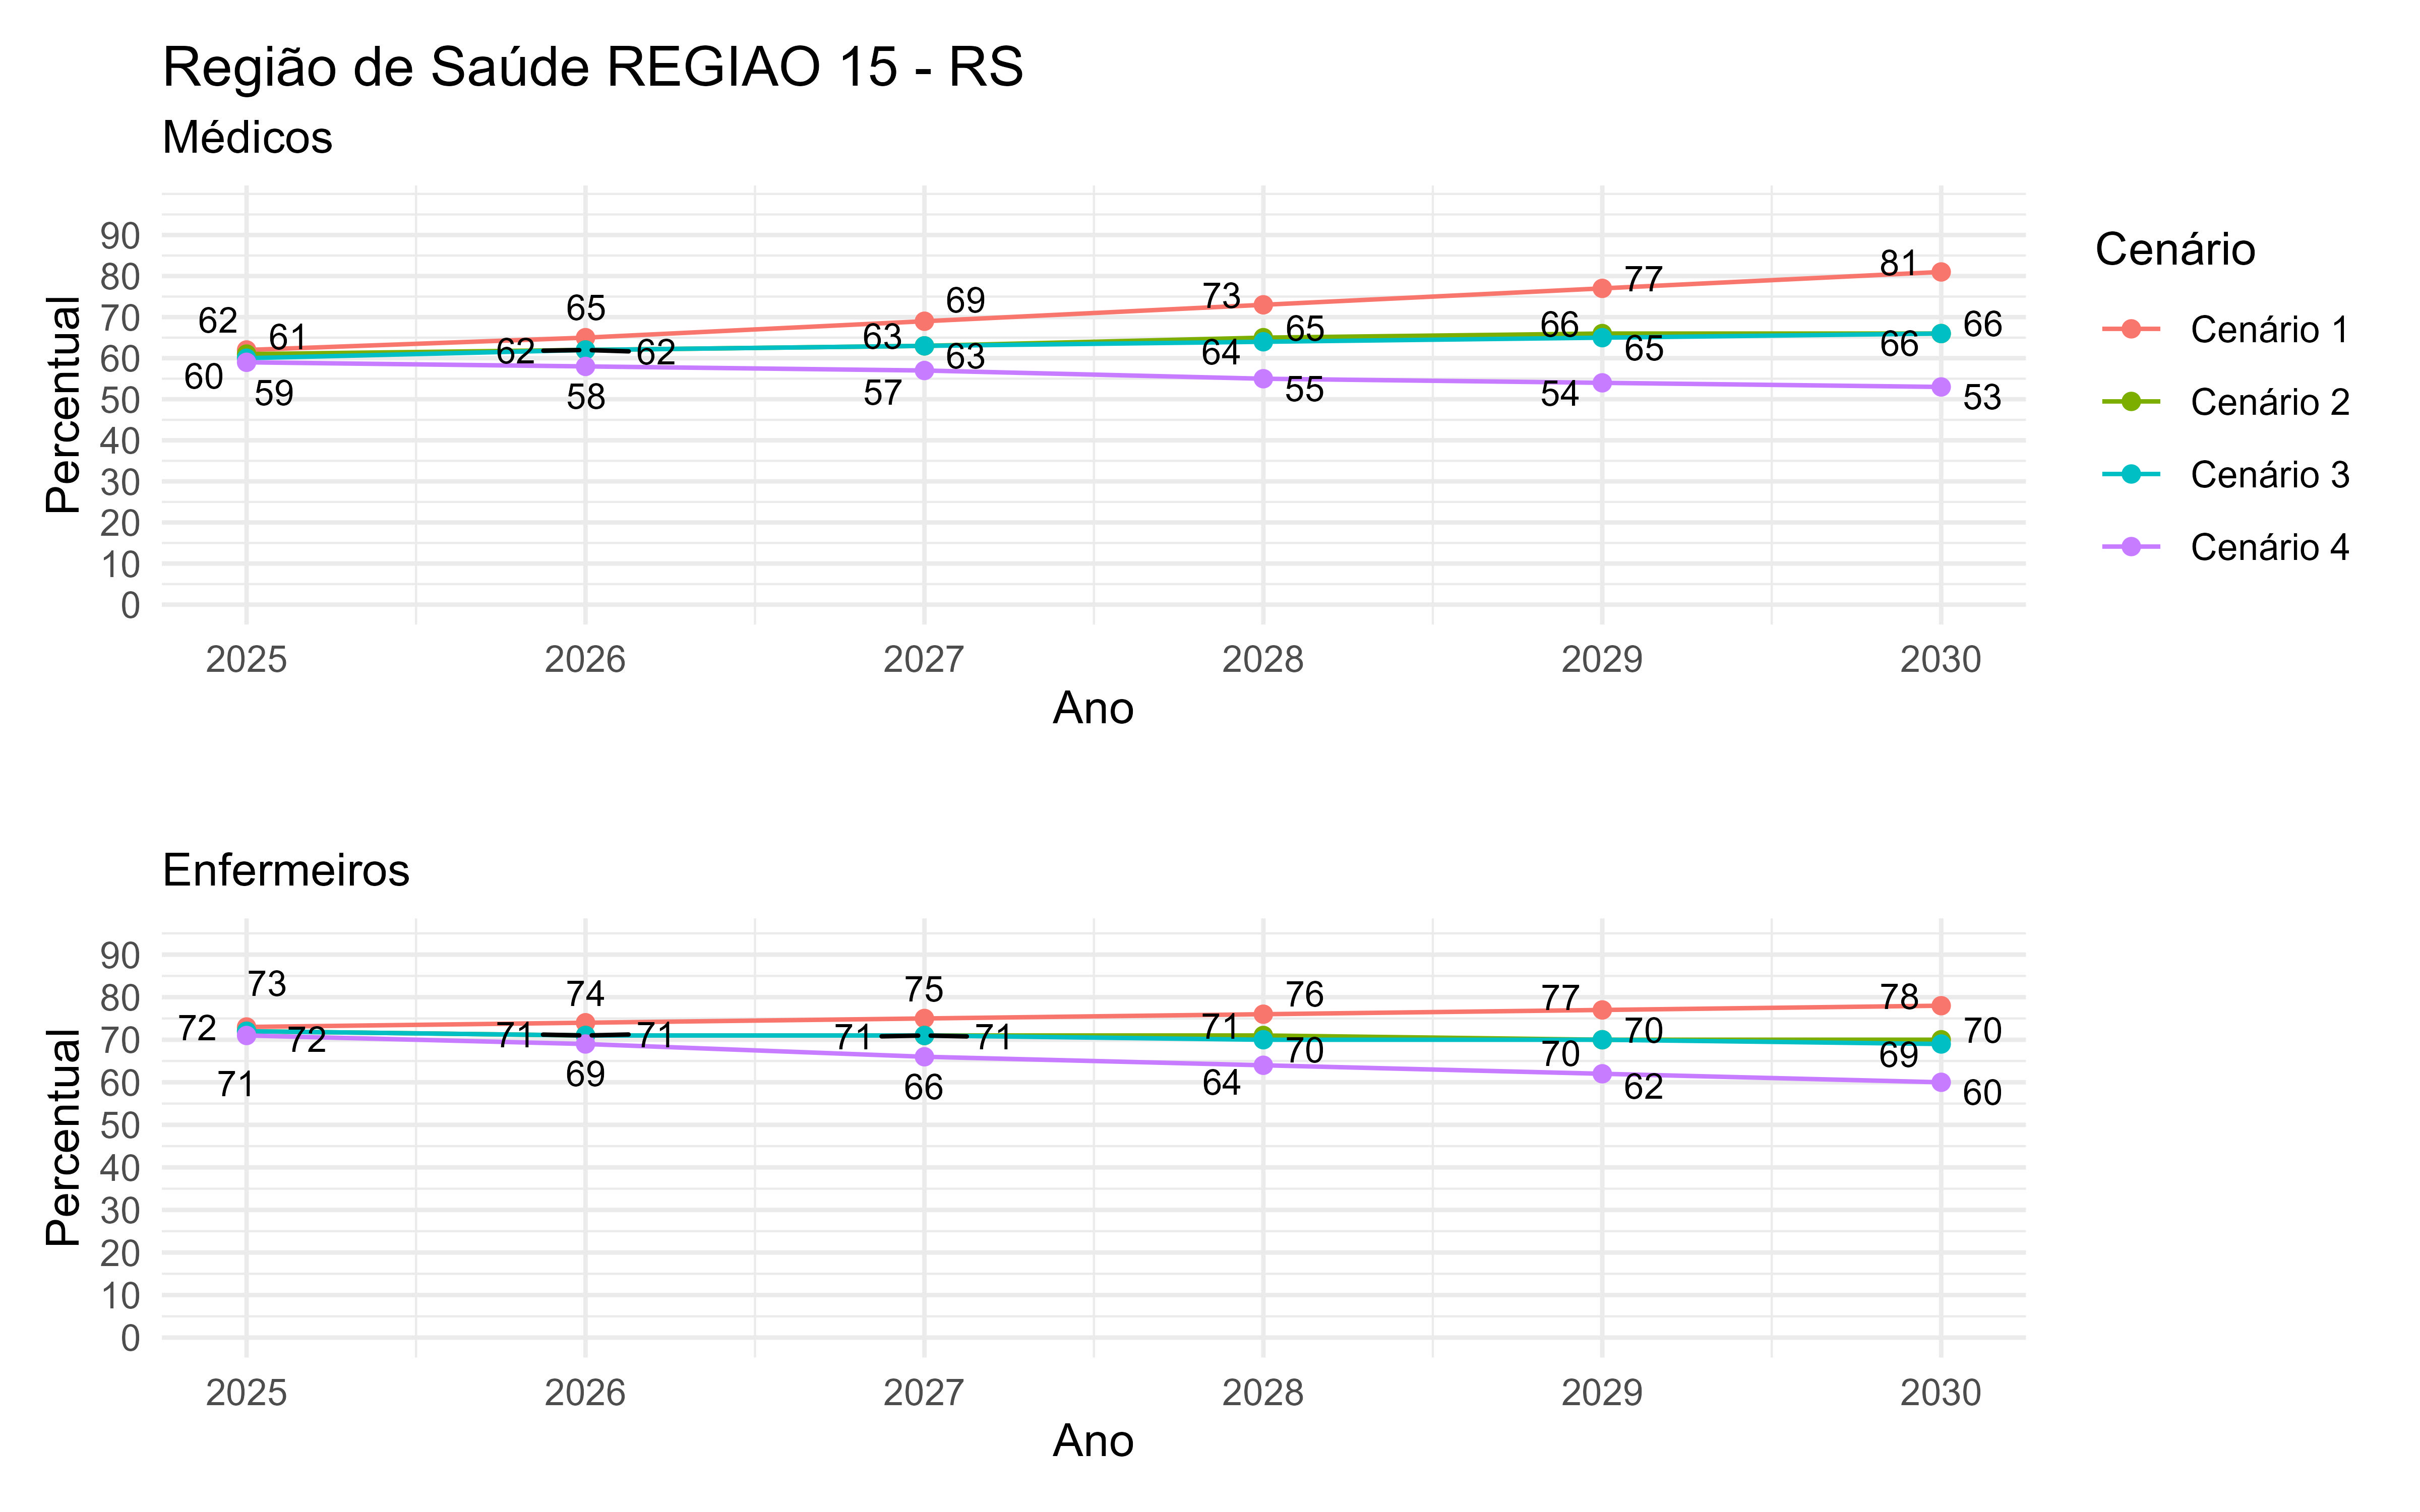 Região de Saúde REGIAO 15 - RS
Médicos
Percentual
90
80
70
60
50
40
30
20
10
0
62 61 60 59
65 62 62 58
69 63 63 57
73 65 64 55
77 66 65 54
81 66 66 53
2025 2026 2027 2028 2029 2030
Ano
Cenário
Cenário 1
Cenário 2
Cenário 3
Cenário 4
Enfermeiros
Percentual
90
80
70
60
50
40
30
20
10
0
73 72 72 71
74 71 71 69
75 71 71 66
76 71 70 64
77 70 70 62
78 70 69 60
2025 2026 2027 2028 2029 2030
Ano